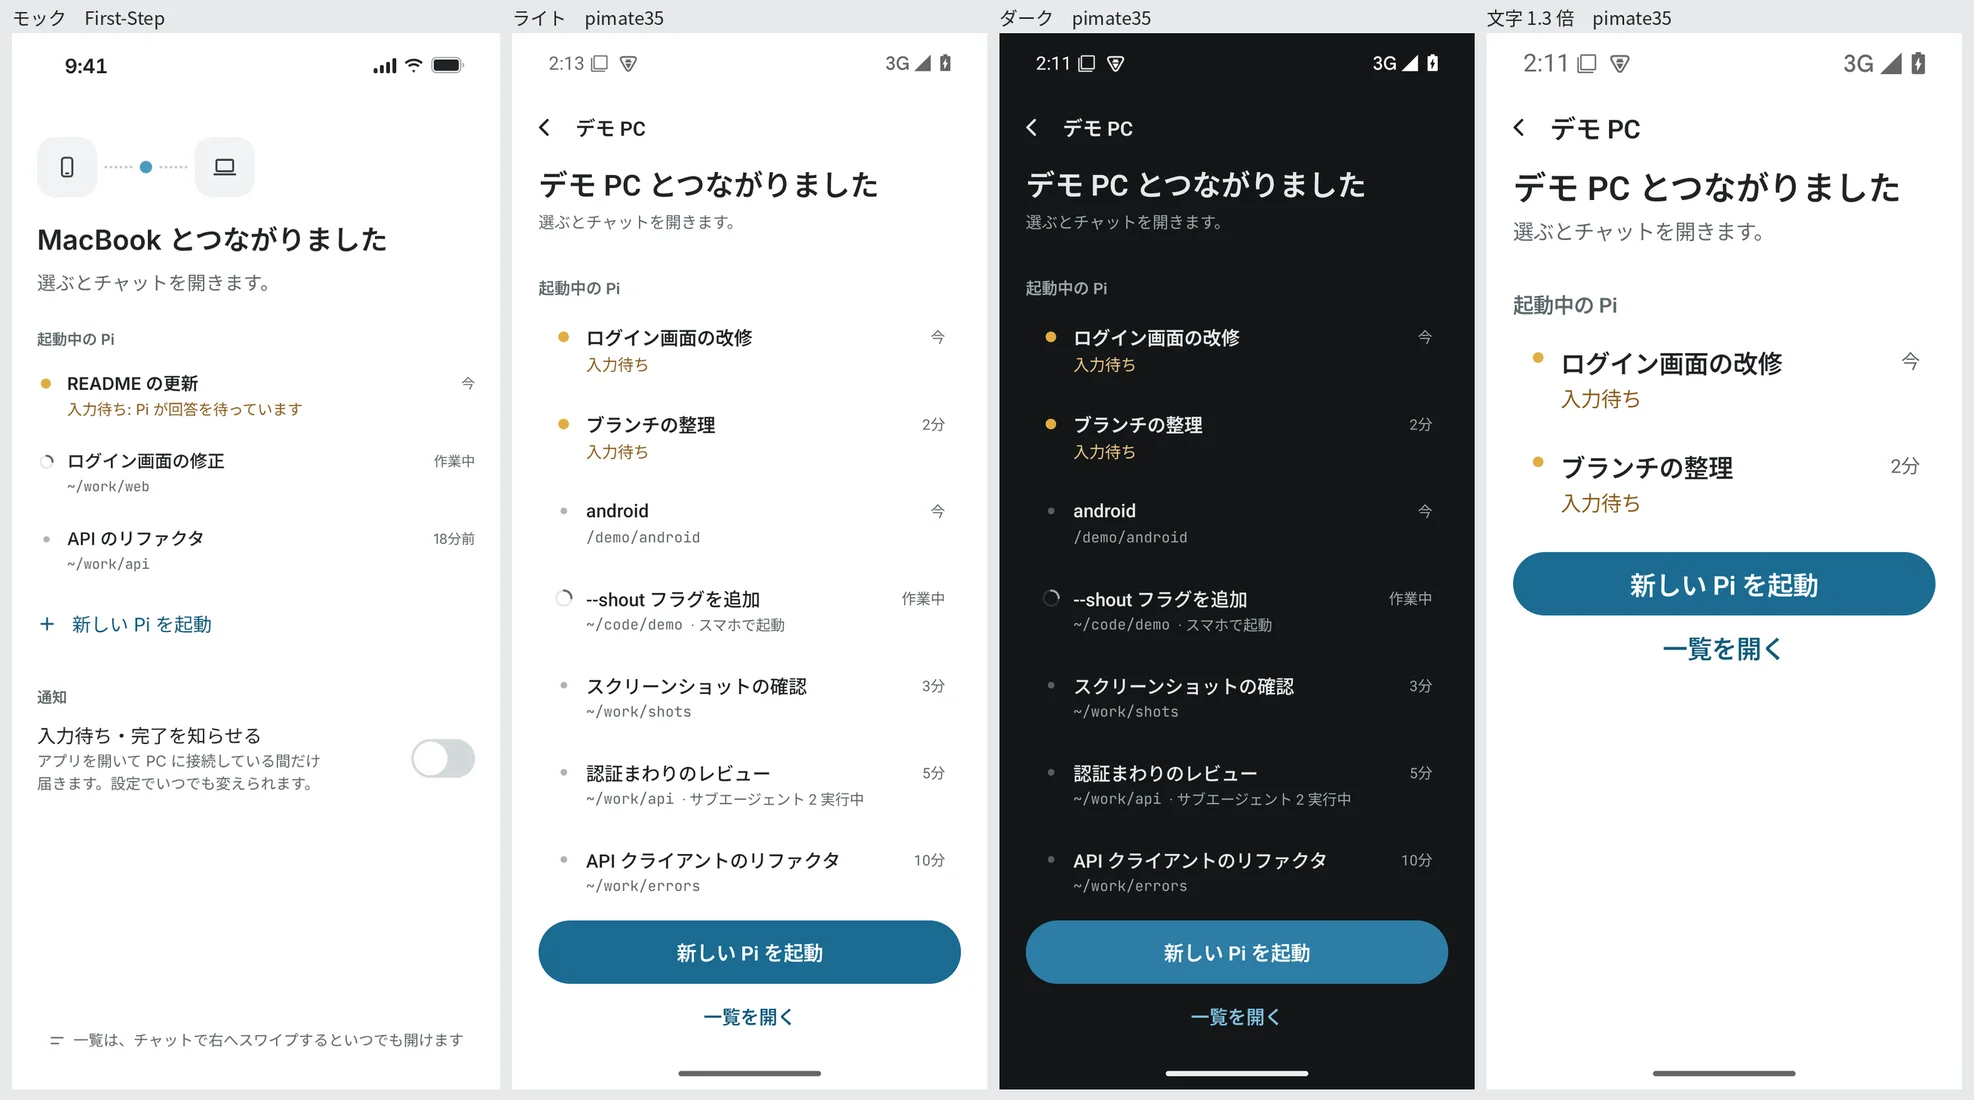 モック First-Step
9:41
MacBook とつながりました
選ぶとチャットを開きます。
起動中の Pi
README の更新
今
入力待ち: Pi が回答を待っています
ログイン画面の修正
作業中
~/work/web
API のリファクタ
18分前
~/work/api
+ 新しい Pi を起動
通知
入力待ち・完了を知らせる
アプリを開いて PC に接続している間だけ
届きます。設定でいつでも変えられます。
一覧は、チャットで右へスワイプするといつでも開けます
ライト pimate35
2:13
3G
デモ PC
デモ PC とつながりました
選ぶとチャットを開きます。
起動中の Pi
ログイン画面の改修
今
入力待ち
ブランチの整理
2分
入力待ち
android
今
/demo/android
--shout フラグを追加
作業中
~/code/demo · スマホで起動
スクリーンショットの確認
3分
~/work/shots
認証まわりのレビュー
5分
~/work/api · サブエージェント 2 実行中
API クライアントのリファクタ
10分
~/work/errors
新しい Pi を起動
一覧を開く
ダーク pimate35
2:11
3G
デモ PC
デモ PC とつながりました
選ぶとチャットを開きます。
起動中の Pi
ログイン画面の改修
今
入力待ち
ブランチの整理
2分
入力待ち
android
今
/demo/android
--shout フラグを追加
作業中
~/code/demo · スマホで起動
スクリーンショットの確認
3分
~/work/shots
認証まわりのレビュー
5分
~/work/api · サブエージェント 2 実行中
API クライアントのリファクタ
10分
~/work/errors
新しい Pi を起動
一覧を開く
文字 1.3 倍 pimate35
2:11
3G
デモ PC
デモ PC とつながりました
選ぶとチャットを開きます。
起動中の Pi
ログイン画面の改修
今
入力待ち
ブランチの整理
2分
入力待ち
新しい Pi を起動
一覧を開く